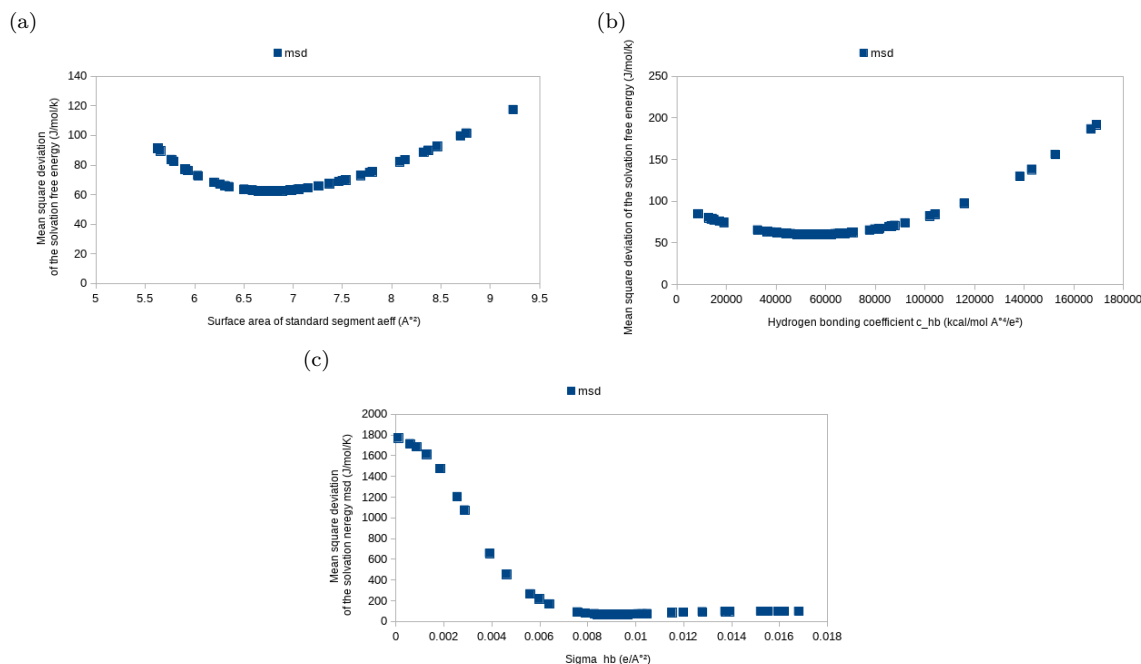 (a)
msd
Mean square deviation
of the solvation free energy (J/mol/k)
140
120
100
80
60
40
20
0
5 5.5 6 6.5 7 7.5 8 8.5 9 9.5
Surface area of standard segment aeff (A°²)
(b)
msd
Mean square deviation of the solvation free energy (J/mol/k)
250
200
150
100
50
0
0 20000 40000 60000 80000 100000 120000 140000 160000 180000
Hydrogen bonding coefficient c_hb (kcal/mol A°⁴/e²)
(c)
msd
Mean square deviation
of the solvation neregy msd (J/mol/K)
2000
1800
1600
1400
1200
1000
800
600
400
200
0
0 0.002 0.004 0.006 0.008 0.01 0.012 0.014 0.016 0.018
Sigma_hb (e/A°²)